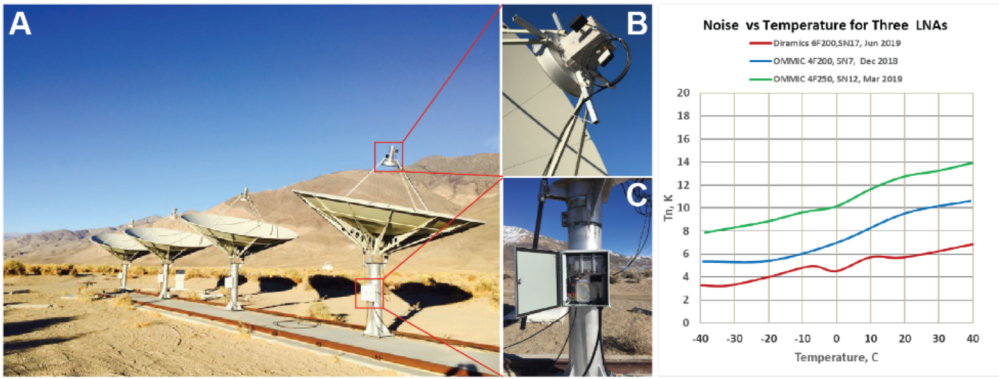 A
B
C
Noise vs Temperature for Three LNAs
Diramics 6F200,SN17, Jun 2019
OMMIC 4F200, SN7, Dec 2018
OMMIC 4F250, SN12, Mar 2019
20
18
16
14
12
10
8
6
4
2
0
Tn, K
-40 -30 -20 -10 0 10 20 30 40
Temperature, C